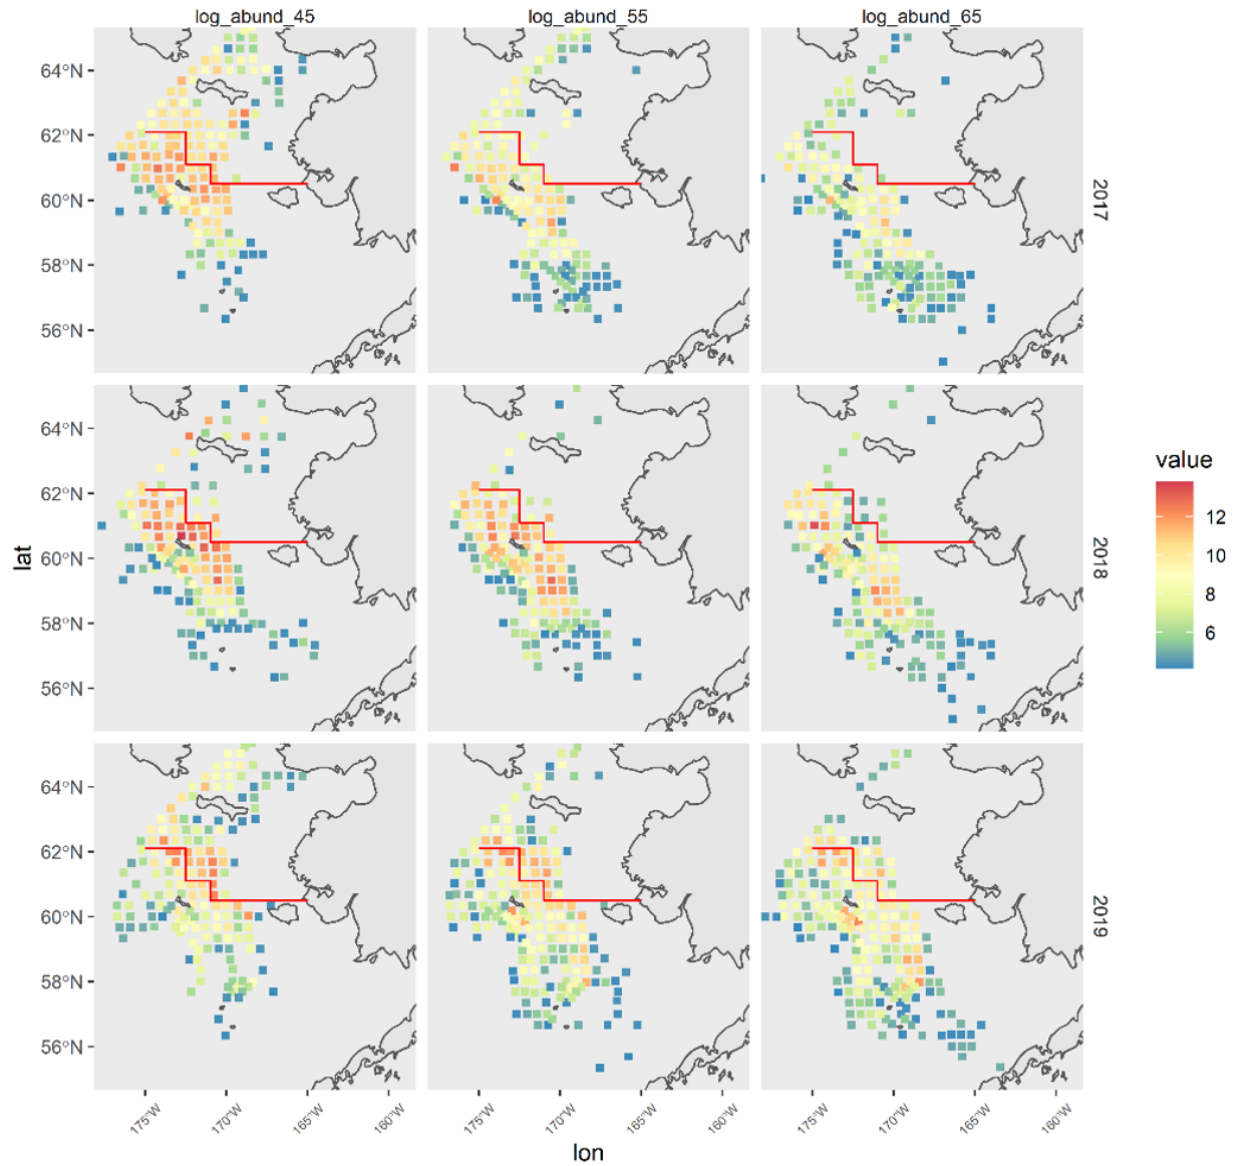 log_abund_45 log_abund_55 log_abund_65
64°N
62°N
60°N
58°N
56°N
2017
64°N
62°N
60°N
58°N
56°N
2018
64°N
62°N
60°N
58°N
56°N
2019
lat
value
12
10
8
6
175°W 170°W 165°W 160°W 175°W 170°W 165°W 160°W 175°W 170°W 165°W 160°W
lon